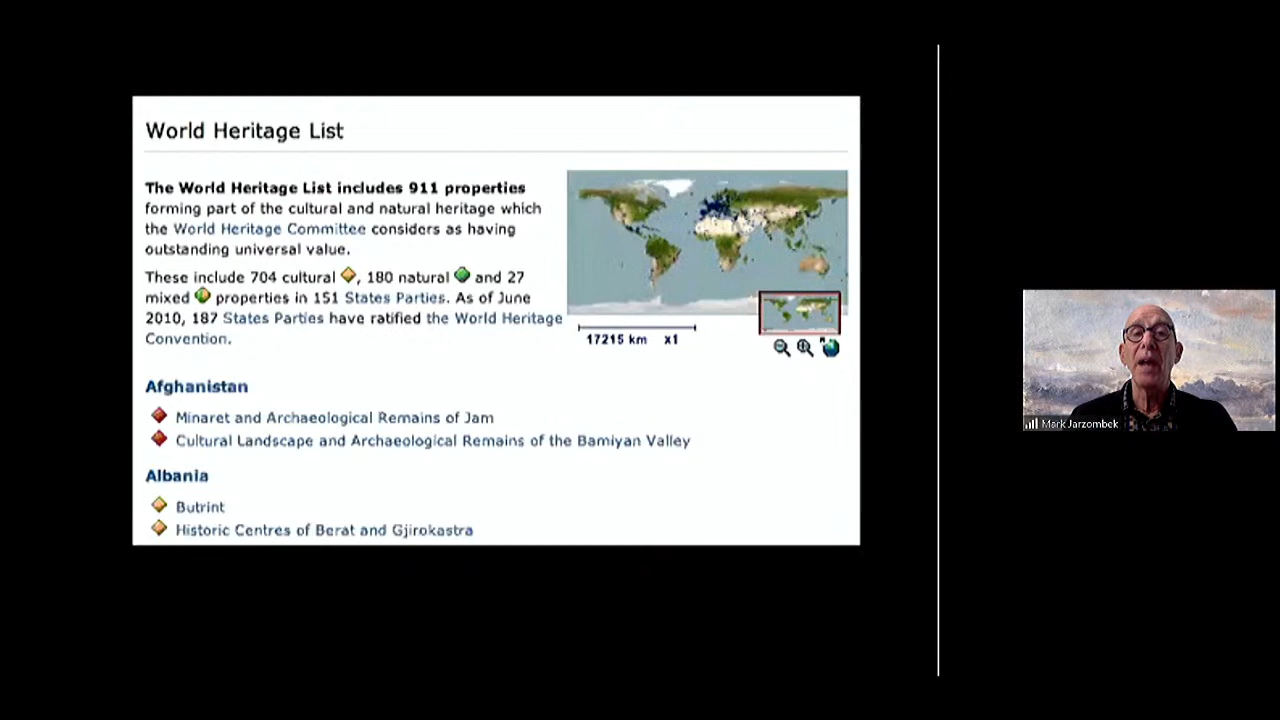 World Heritage List
The World Heritage List includes 911 properties
forming part of the cultural and natural heritage which
the World Heritage Committee considers as having
outstanding universal value.
These include 704 cultural , 180 natural and 27
mixed properties in 151 States Parties. As of June
2010, 187 States Parties have ratified the World Heritage
Convention.
17215 km x1
Afghanistan
Minaret and Archaeological Remains of Jam
Cultural Landscape and Archaeological Remains of the Bamiyan Valley
Albania
Butrint
Historic Centres of Berat and Gjirokastra
Mark Jarzombek